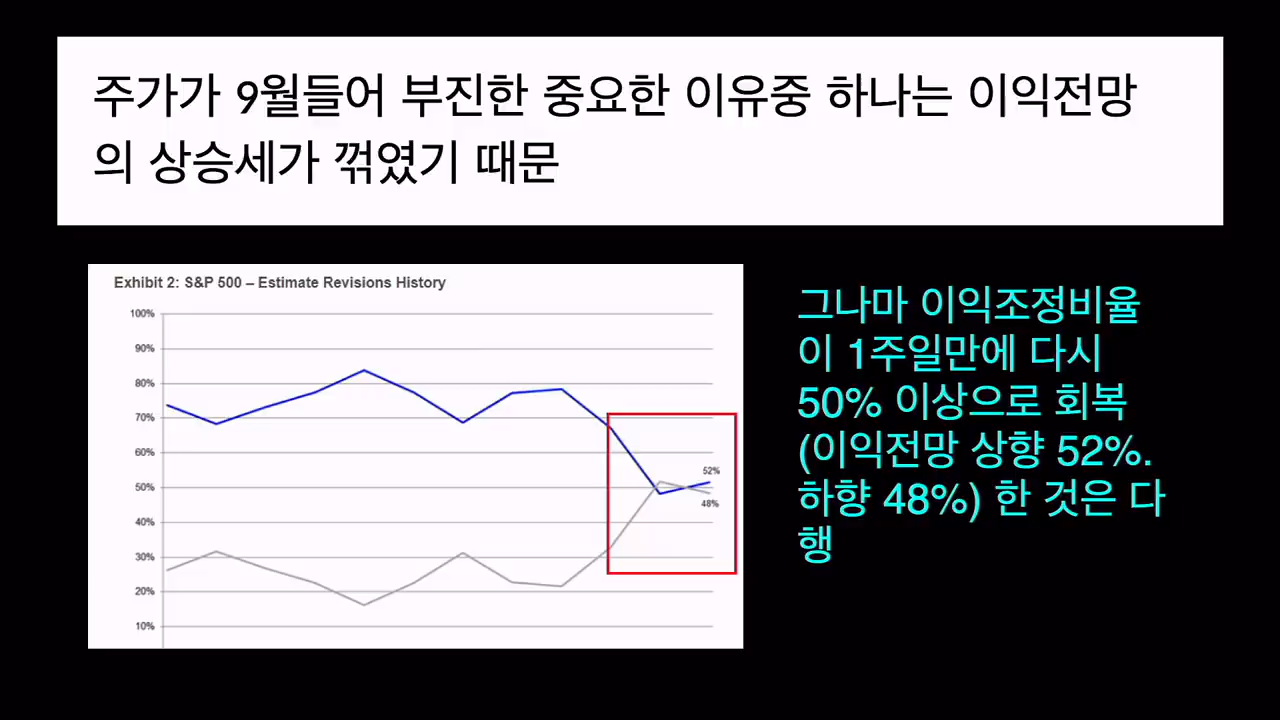 주가가 9월들어 부진한 중요한 이유중 하나는 이익전망
의 상승세가 꺾였기 때문
Exhibit 2: S&P 500 – Estimate Revisions History
100%
90%
80%
70%
60%
50%
40%
30%
20%
10%
52%
48%
그나마 이익조정비율
이 1주일만에 다시
50% 이상으로 회복
(이익전망 상향 52%.
하향 48%) 한 것은 다
행